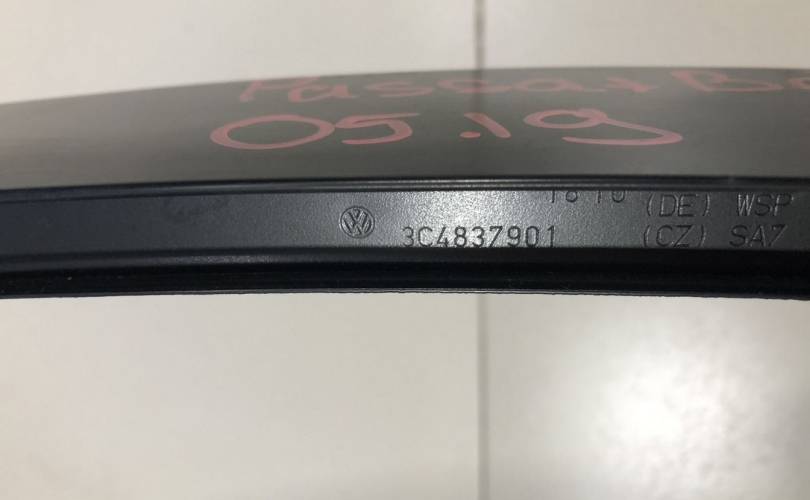 Passat B
05.19
(DE) WSP
3C4837901 (CZ) SA7